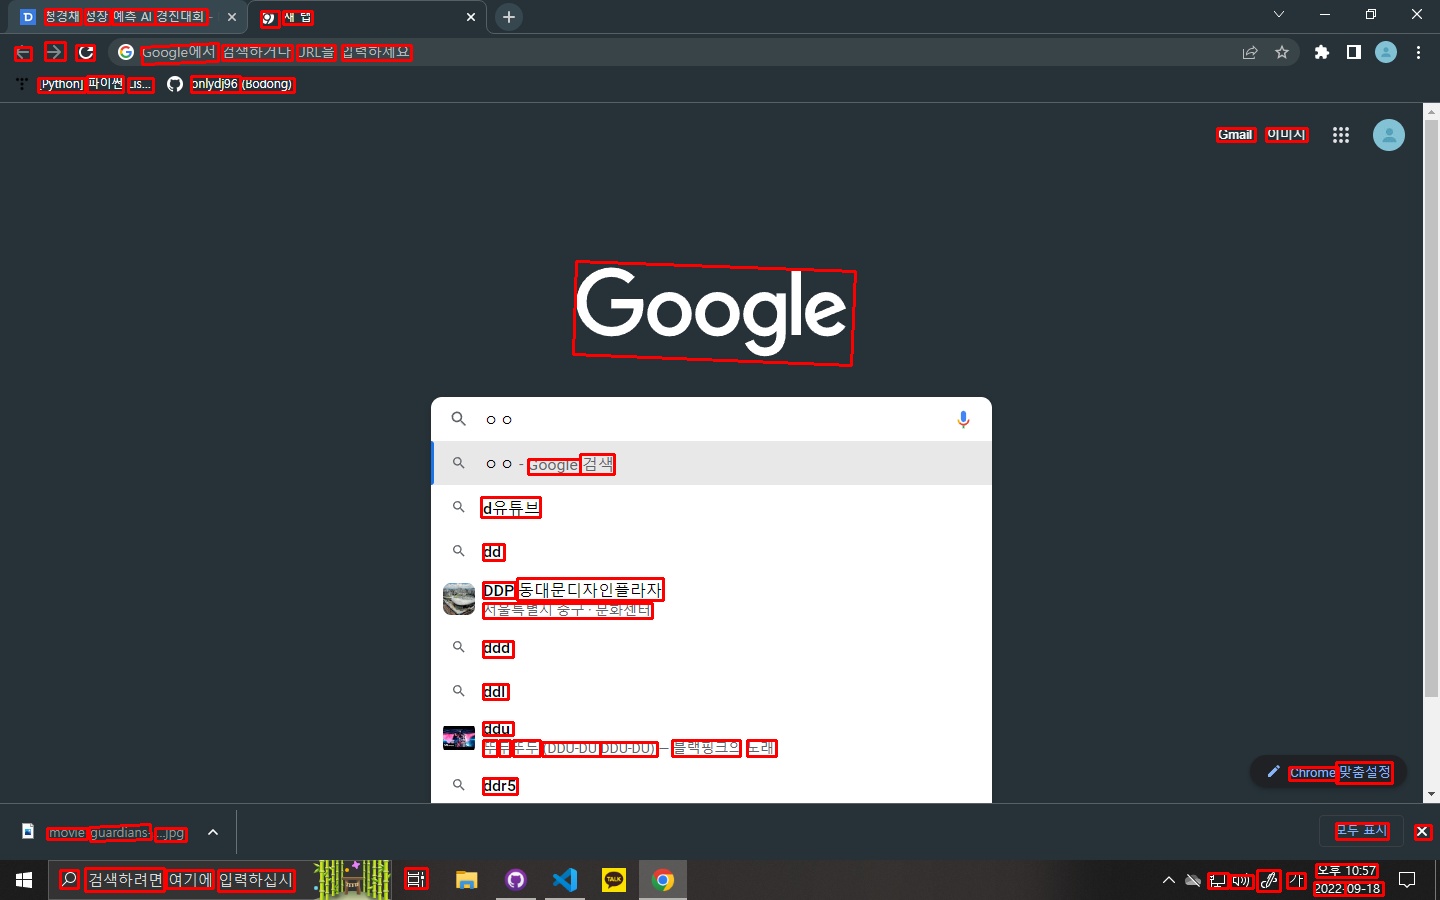 청경채 성장 예측 AI 경진대회 -
새 탭
Google에서 검색하거나 URL을 입력하세요
[Python] 파이썬 Lis...
onlydj96 (Bodong)
Gmail 이미지
Google
ㅇㅇ
ㅇㅇ - Google 검색
d유튜브
dd
DDP 동대문디자인플라자
서울특별시 중구 · 문화센터
ddd
ddl
ddu
뚜두뚜두 (DDU-DU DDU-DU) — 블랙핑크의 노래
ddr5
Chrome 맞춤설정
movie guardians-....jpg
모두 표시
검색하려면 여기에 입력하십시
TALK
가
오후 10:57
2022-09-18